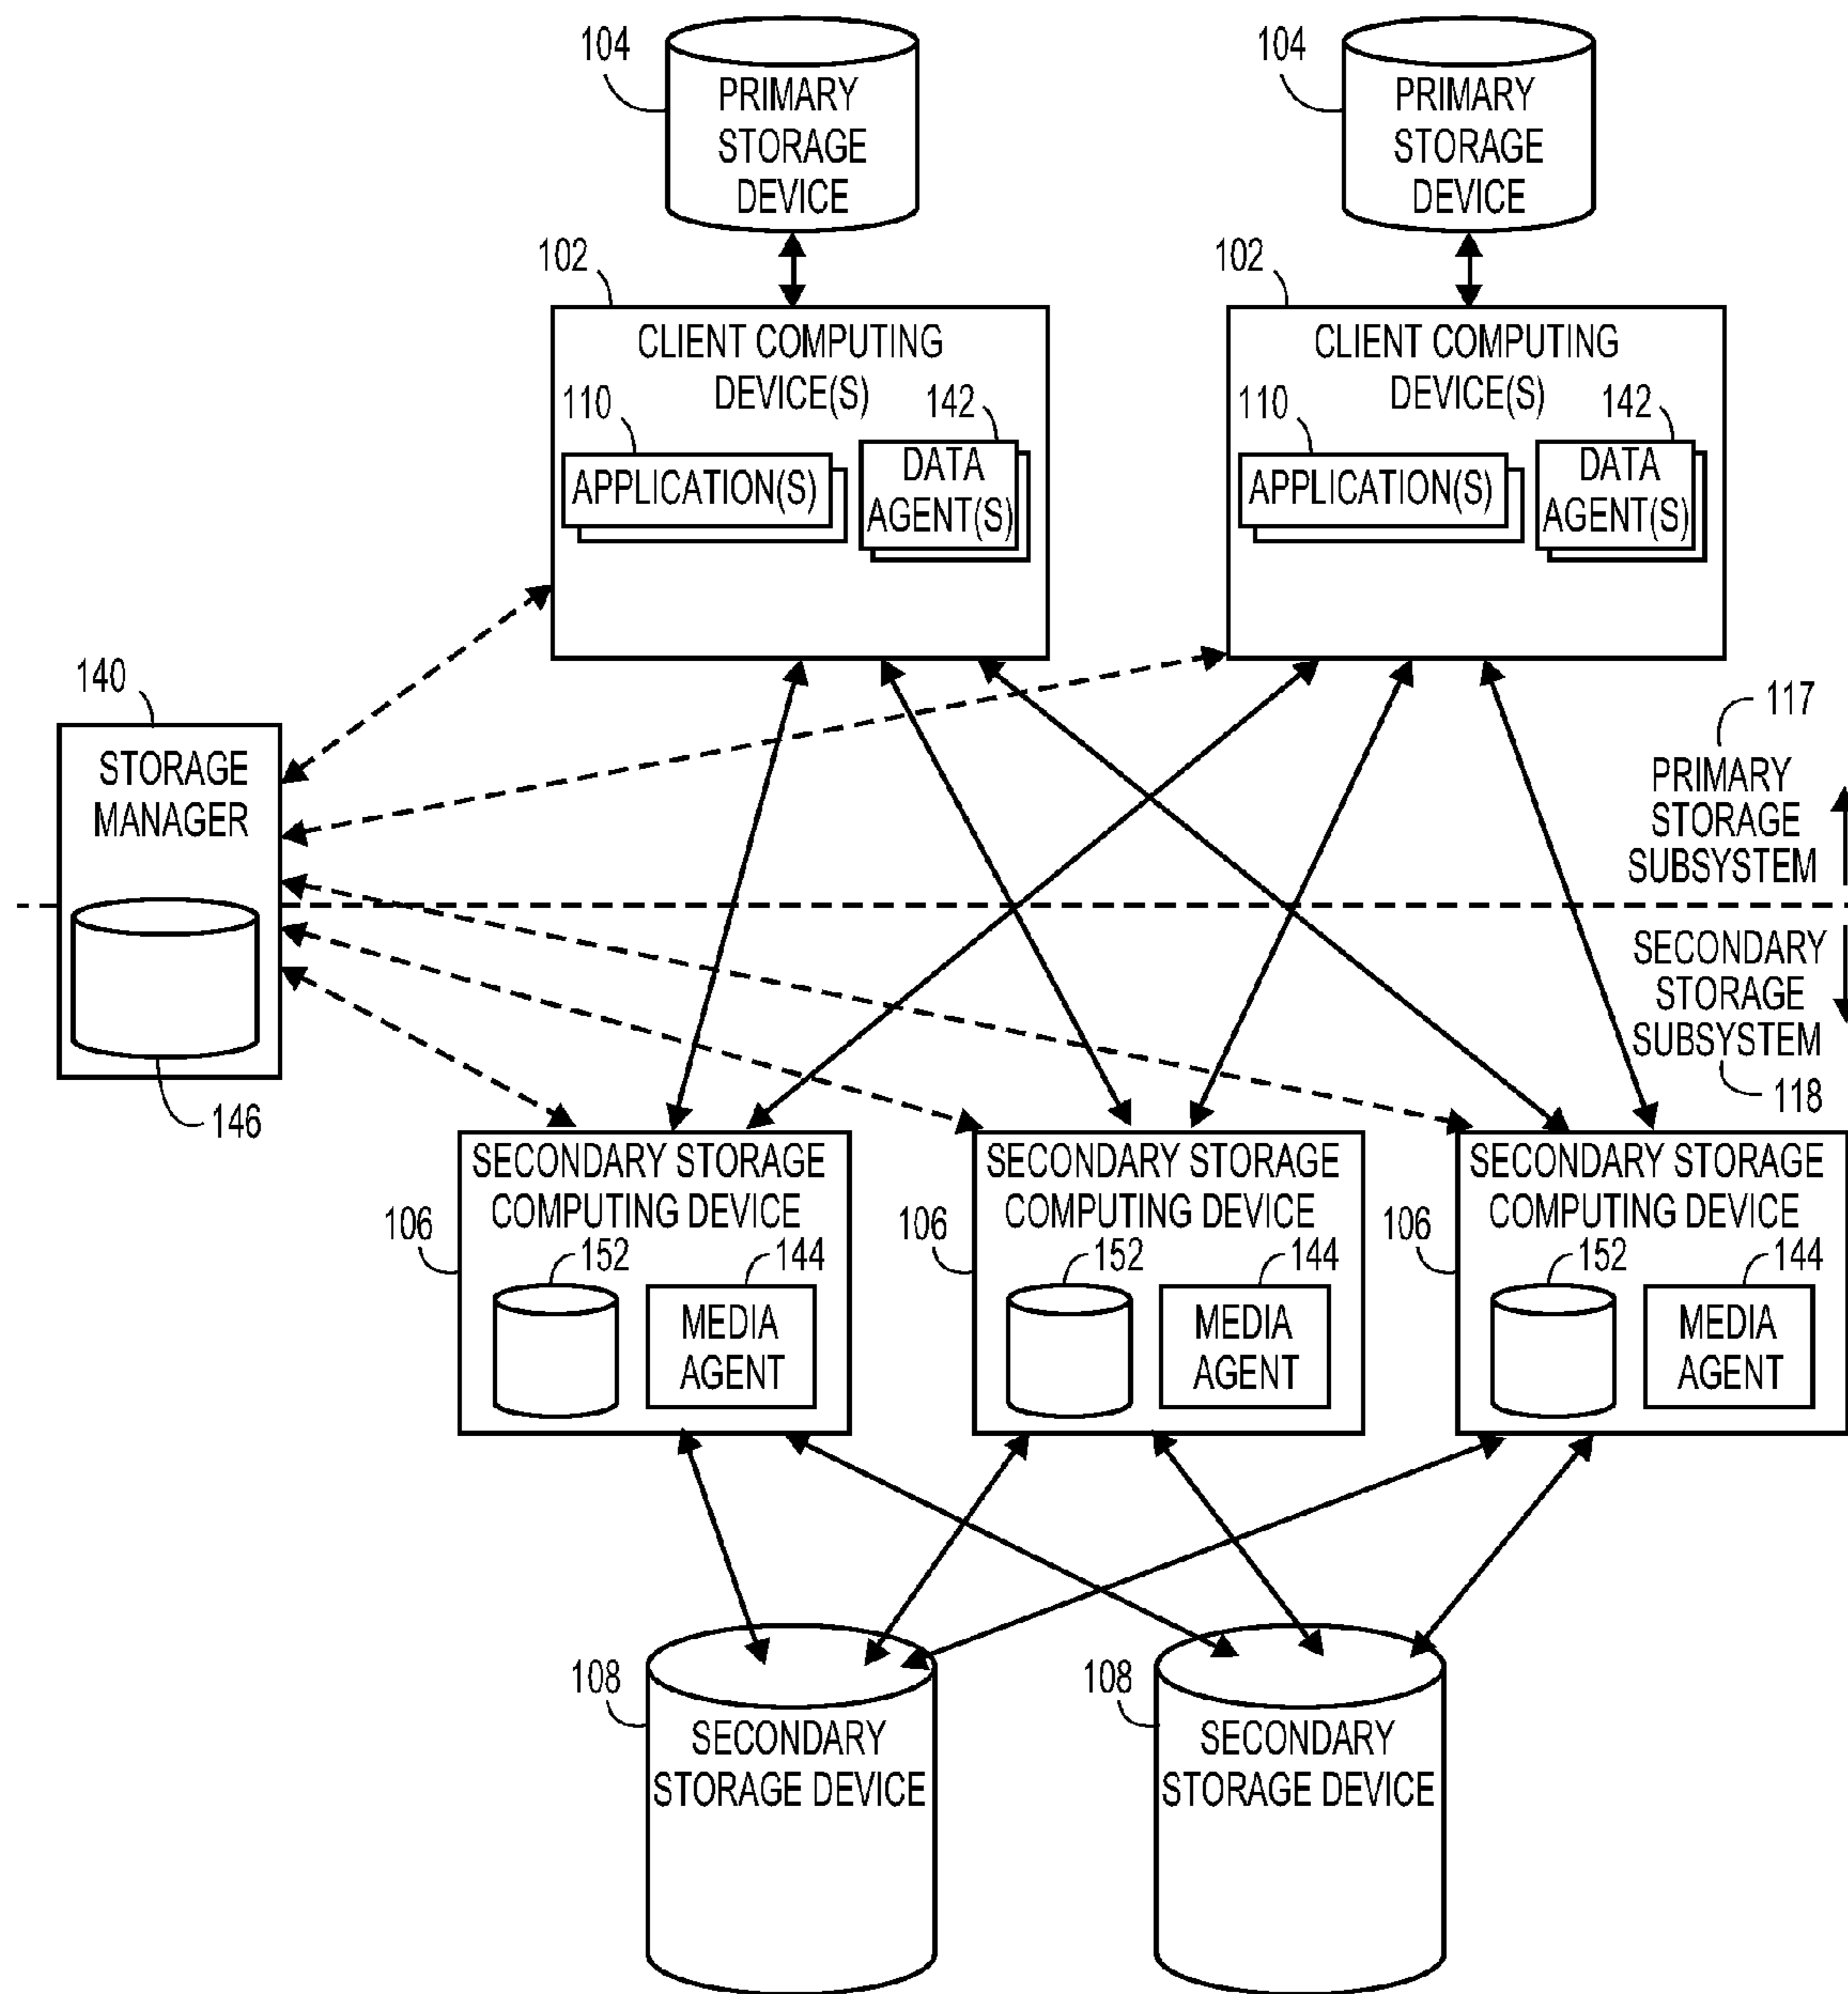 104
PRIMARY
STORAGE
DEVICE
104
PRIMARY
STORAGE
DEVICE
102
CLIENT COMPUTING
DEVICE(S)
110
142
APPLICATION(S)
DATA
AGENT(S)
102
CLIENT COMPUTING
DEVICE(S)
110
142
APPLICATION(S)
DATA
AGENT(S)
140
STORAGE
MANAGER
146
117
PRIMARY
STORAGE
SUBSYSTEM
SECONDARY
STORAGE
SUBSYSTEM
118
SECONDARY STORAGE
COMPUTING DEVICE
106
152
144
MEDIA
AGENT
SECONDARY STORAGE
COMPUTING DEVICE
106
152
144
MEDIA
AGENT
SECONDARY STORAGE
COMPUTING DEVICE
106
152
144
MEDIA
AGENT
108
SECONDARY
STORAGE DEVICE
108
SECONDARY
STORAGE DEVICE